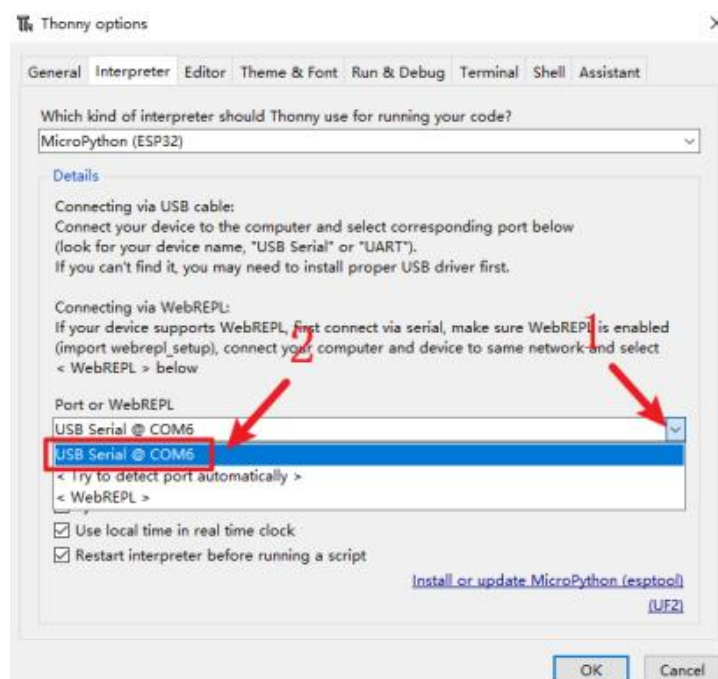 Thonny options
General Interpreter Editor Theme & Font Run & Debug Terminal Shell Assistant
Which kind of interpreter should Thonny use for running your code?
MicroPython (ESP32)
Details
Connecting via USB cable:
Connect your device to the computer and select corresponding port below
(look for your device name, "USB Serial" or "UART").
If you can't find it, you may need to install proper USB driver first.
Connecting via WebREPL:
If your device supports WebREPL, first connect via serial, make sure WebREPL is enabled
(import webrepl_setup), connect your computer and device to same network and select
< WebREPL > below
2
1
Port or WebREPL
USB Serial @ COM6
USB Serial @ COM6
< Try to detect port automatically >
< WebREPL >
Use local time in real time clock
Restart interpreter before running a script
Install or update MicroPython (esptool)
(UF2)
OK Cancel